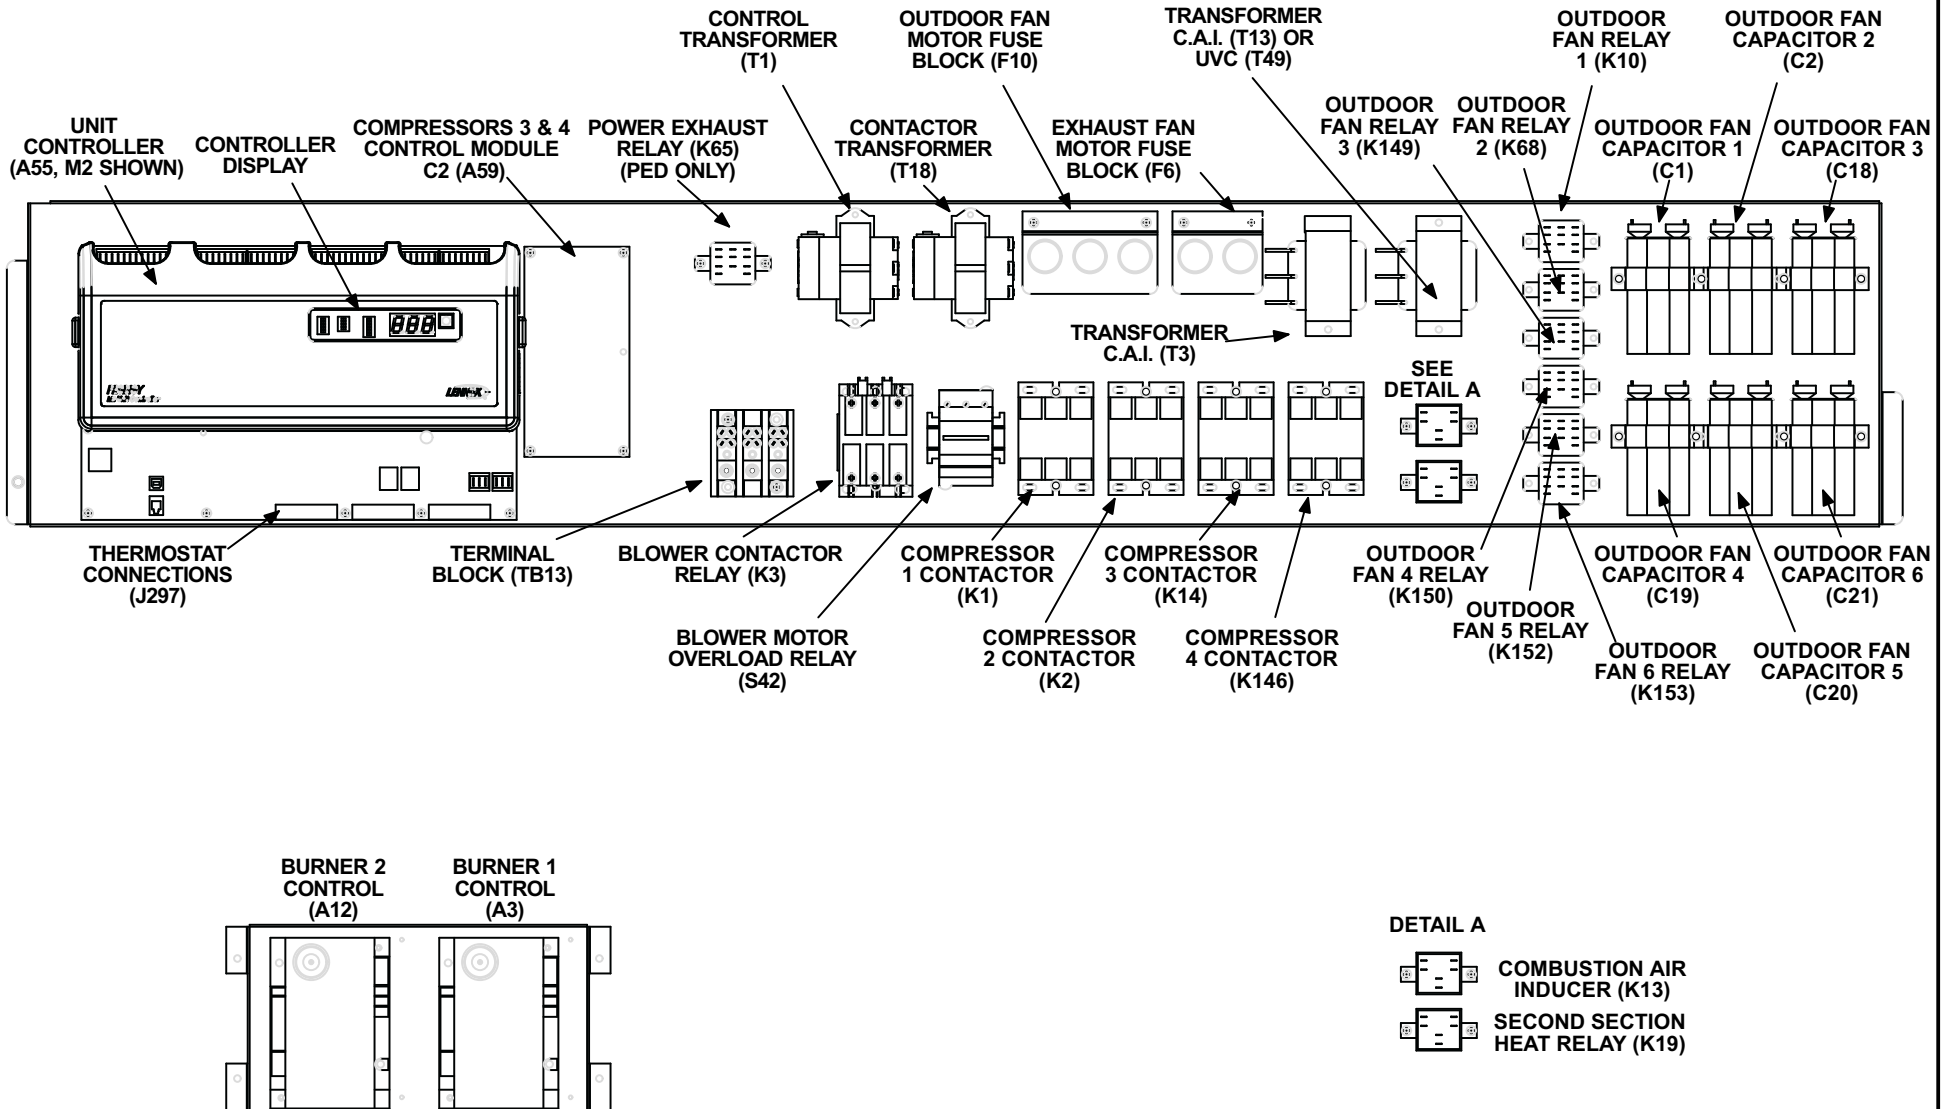 CONTROL
TRANSFORMER
(T1)
OUTDOOR FAN
MOTOR FUSE
BLOCK (F10)
TRANSFORMER
C.A.I. (T13) OR
UVC (T49)
OUTDOOR
FAN RELAY
1 (K10)
OUTDOOR FAN
CAPACITOR 2
(C2)
UNIT
CONTROLLER
(A55, M2 SHOWN)
CONTROLLER
DISPLAY
COMPRESSORS 3 & 4
CONTROL MODULE
C2 (A59)
POWER EXHAUST
RELAY (K65)
(PED ONLY)
CONTACTOR
TRANSFORMER
(T18)
EXHAUST FAN
MOTOR FUSE
BLOCK (F6)
OUTDOOR
FAN RELAY
3 (K149)
OUTDOOR
FAN RELAY
2 (K68)
OUTDOOR FAN
CAPACITOR 1
(C1)
OUTDOOR FAN
CAPACITOR 3
(C18)
888
LENNOX
TRANSFORMER
C.A.I. (T3)
SEE
DETAIL A
THERMOSTAT
CONNECTIONS
(J297)
TERMINAL
BLOCK (TB13)
BLOWER CONTACTOR
RELAY (K3)
BLOWER MOTOR
OVERLOAD RELAY
(S42)
COMPRESSOR
1 CONTACTOR
(K1)
COMPRESSOR
2 CONTACTOR
(K2)
COMPRESSOR
3 CONTACTOR
(K14)
COMPRESSOR
4 CONTACTOR
(K146)
OUTDOOR
FAN 4 RELAY
(K150)
OUTDOOR
FAN 5 RELAY
(K152)
OUTDOOR
FAN 6 RELAY
(K153)
OUTDOOR FAN
CAPACITOR 4
(C19)
OUTDOOR FAN
CAPACITOR 5
(C20)
OUTDOOR FAN
CAPACITOR 6
(C21)
BURNER 2
CONTROL
(A12)
BURNER 1
CONTROL
(A3)
DETAIL A
COMBUSTION AIR
INDUCER (K13)
SECOND SECTION
HEAT RELAY (K19)